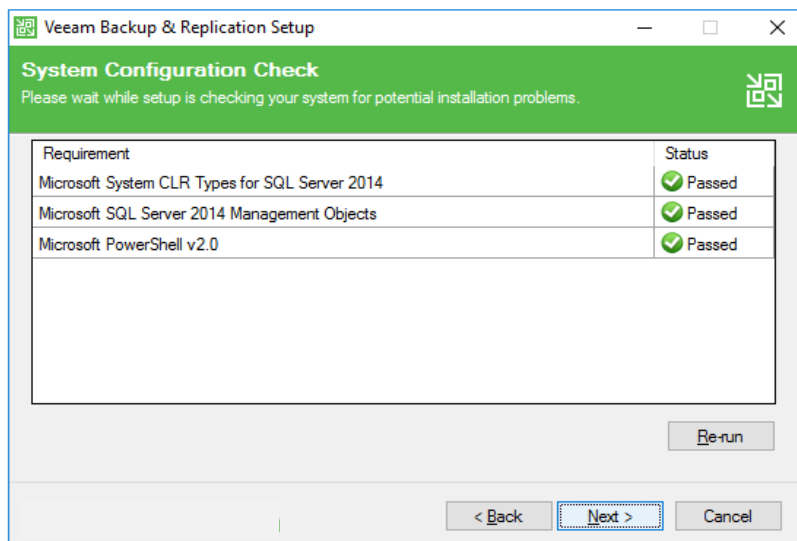 Veeam Backup & Replication Setup
System Configuration Check
Please wait while setup is checking your system for potential installation problems.
Requirement Status
Microsoft System CLR Types for SQL Server 2014 Passed
Microsoft SQL Server 2014 Management Objects Passed
Microsoft PowerShell v2.0 Passed
Re-run
< Back Next > Cancel